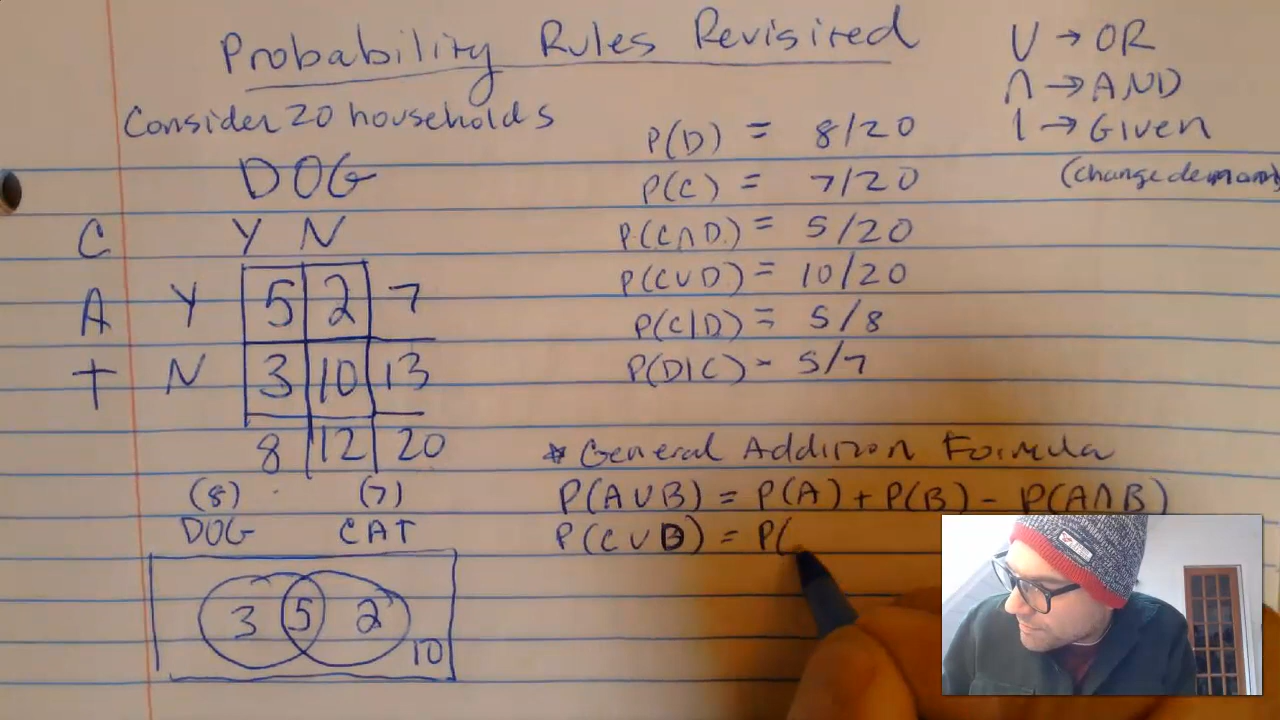 Probability Rules Revisited
Consider 20 households
DOG
Y N
C
A
T
Y 5 2 7
N 3 10 13
8 12 20
(8) (7)
DOG CAT
3 5 2
10
P(D) = 8/20
P(C) = 7/20
P(C∩D) = 5/20
P(C∪D) = 10/20
P(C|D) = 5/8
P(D|C) = 5/7
∪ → OR
∩ → AND
| → Given
(change denom)
* General Addition Formula
P(A∪B) = P(A) + P(B) - P(A∩B)
P(C∪D) = P(